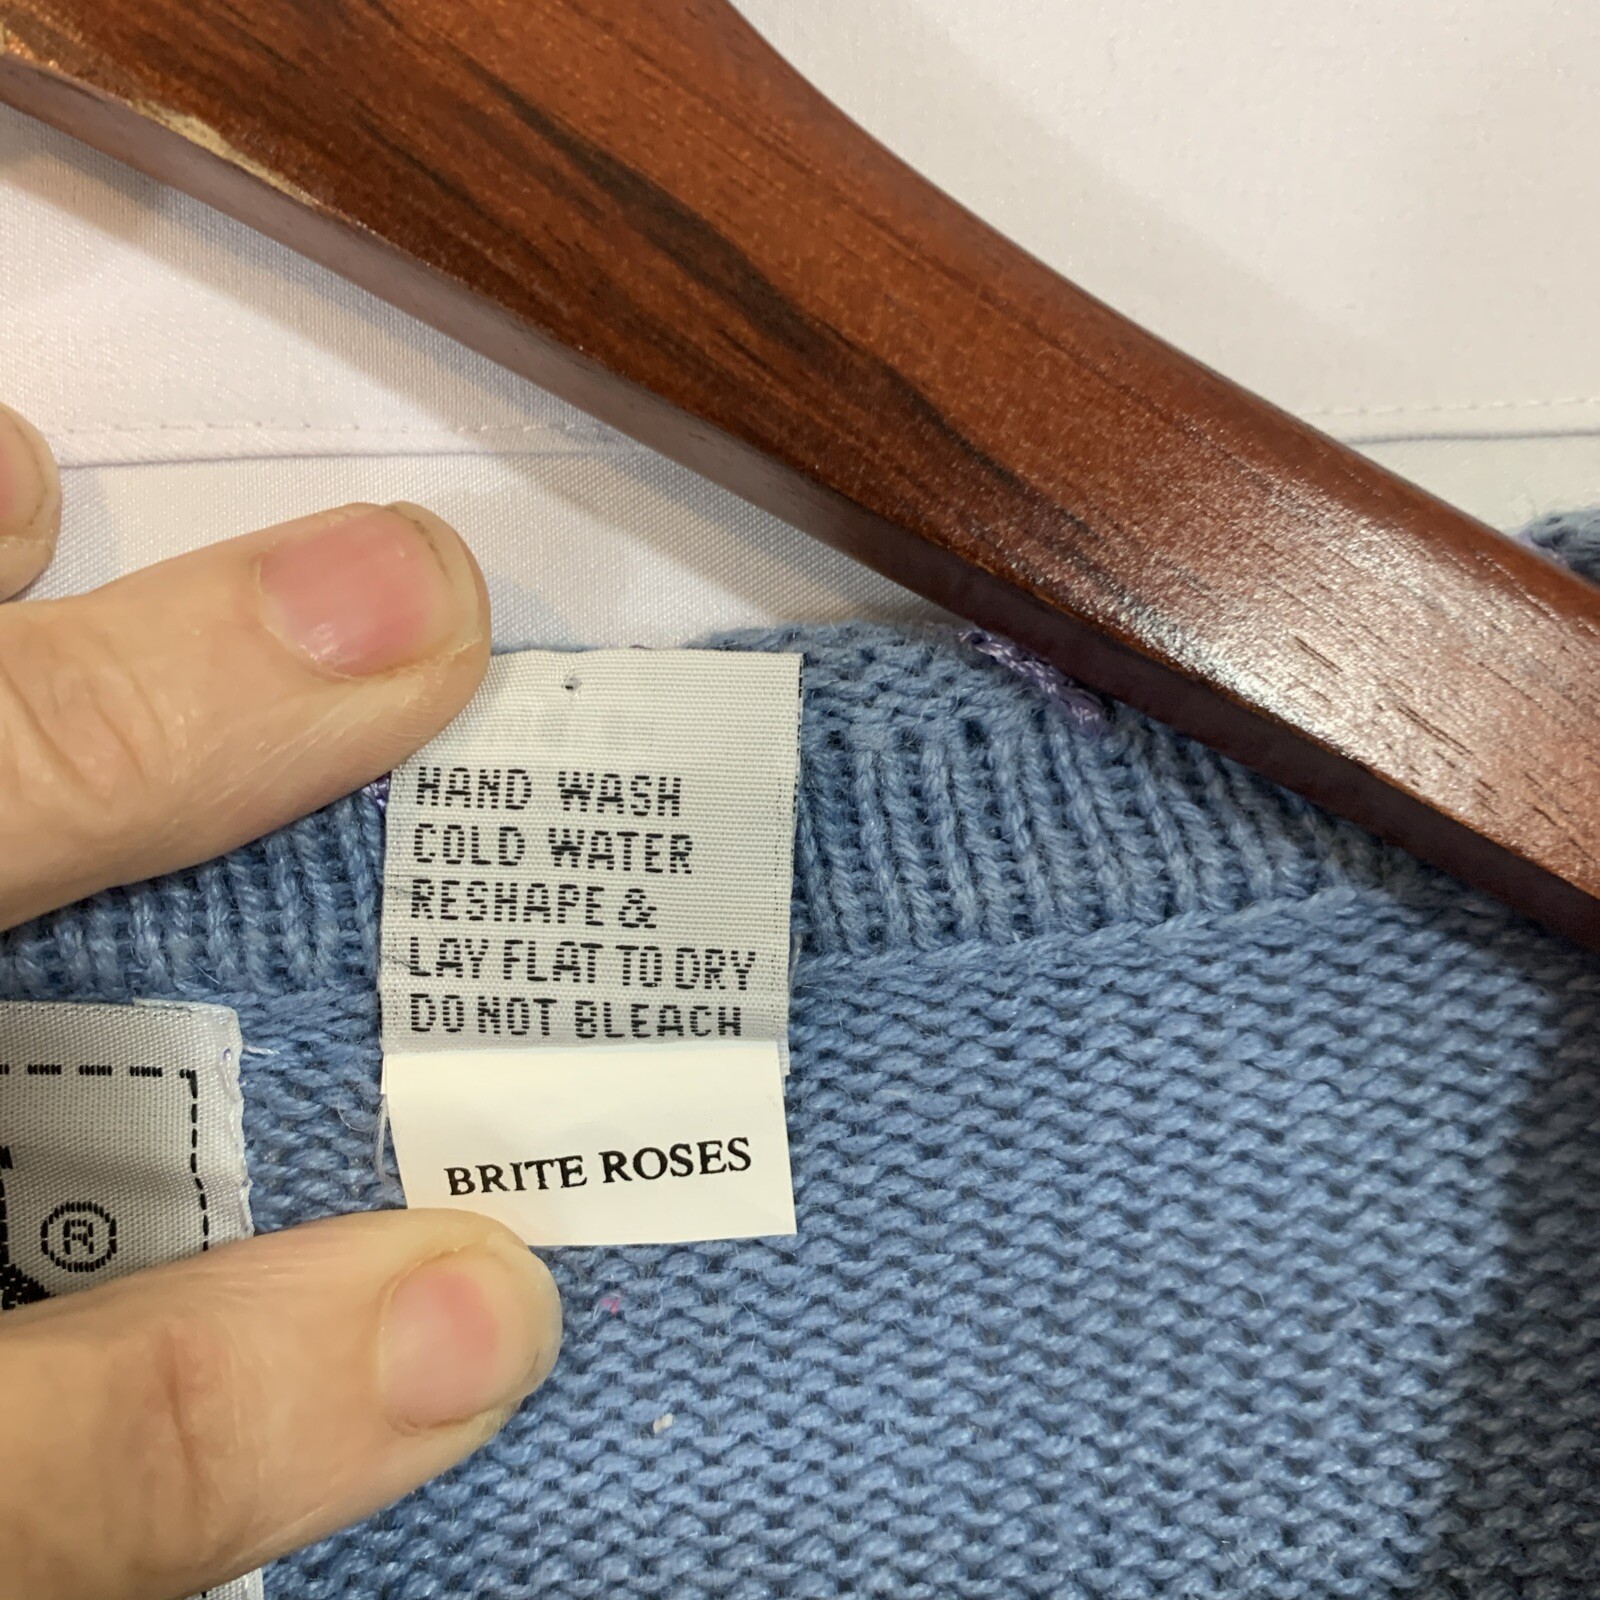 HAND WASH
COLD WATER
RESHAPE &
LAY FLAT TO DRY
DO NOT BLEACH
BRITE ROSES
®